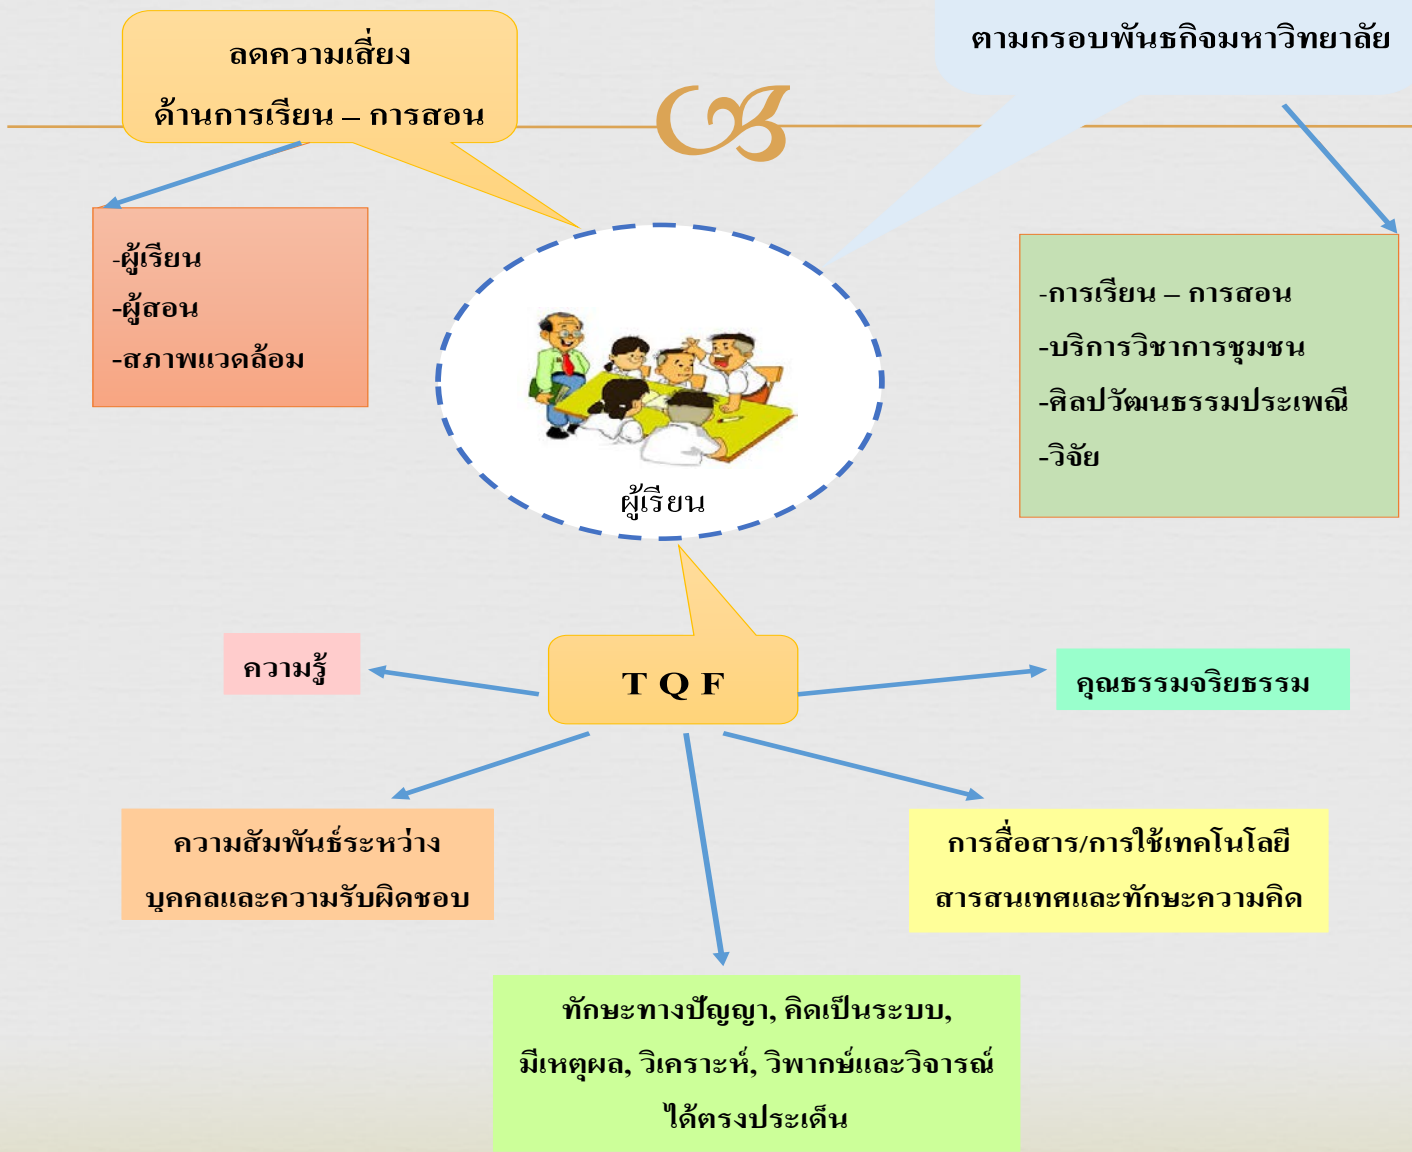 ลดความเสี่ยง
ด้านการเรียน – การสอน
ตามกรอบพันธกิจมหาวิทยาลัย
-ผู้เรียน
-ผู้สอน
-สภาพแวดล้อม
-การเรียน – การสอน
-บริการวิชาการชุมชน
-ศิลปวัฒนธรรมประเพณี
-วิจัย
ผู้เรียน
ความรู้
T Q F
คุณธรรมจริยธรรม
ความสัมพันธ์ระหว่าง
บุคคลและความรับผิดชอบ
การสื่อสาร/การใช้เทคโนโลยี
สารสนเทศและทักษะความคิด
ทักษะทางปัญญา, คิดเป็นระบบ,
มีเหตุผล, วิเคราะห์, วิพากษ์และวิจารณ์
ได้ตรงประเด็น